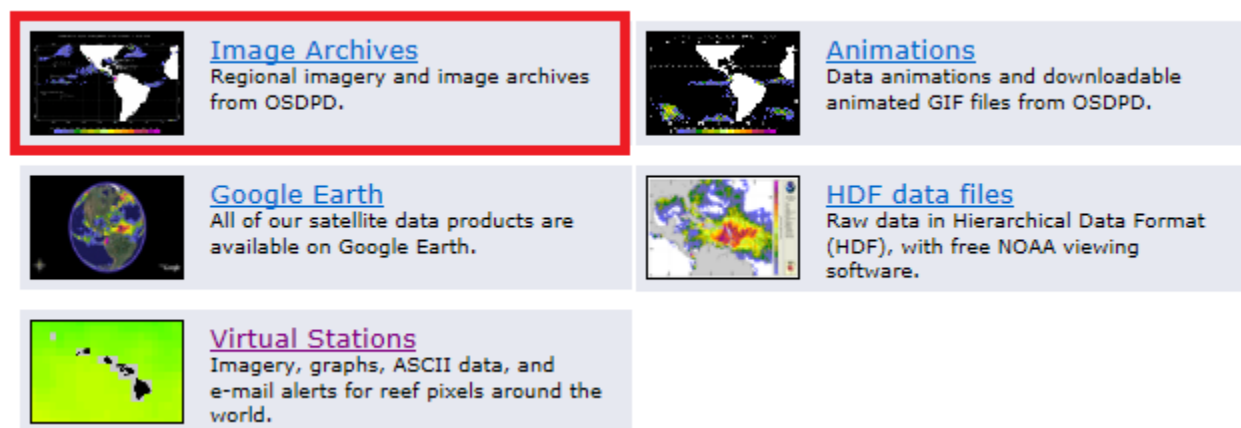 Image Archives
Regional imagery and image archives
from OSDPD.
Animations
Data animations and downloadable
animated GIF files from OSDPD.
Google Earth
All of our satellite data products are
available on Google Earth.
HDF data files
Raw data in Hierarchical Data Format
(HDF), with free NOAA viewing
software.
Virtual Stations
Imagery, graphs, ASCII data, and
e-mail alerts for reef pixels around the
world.